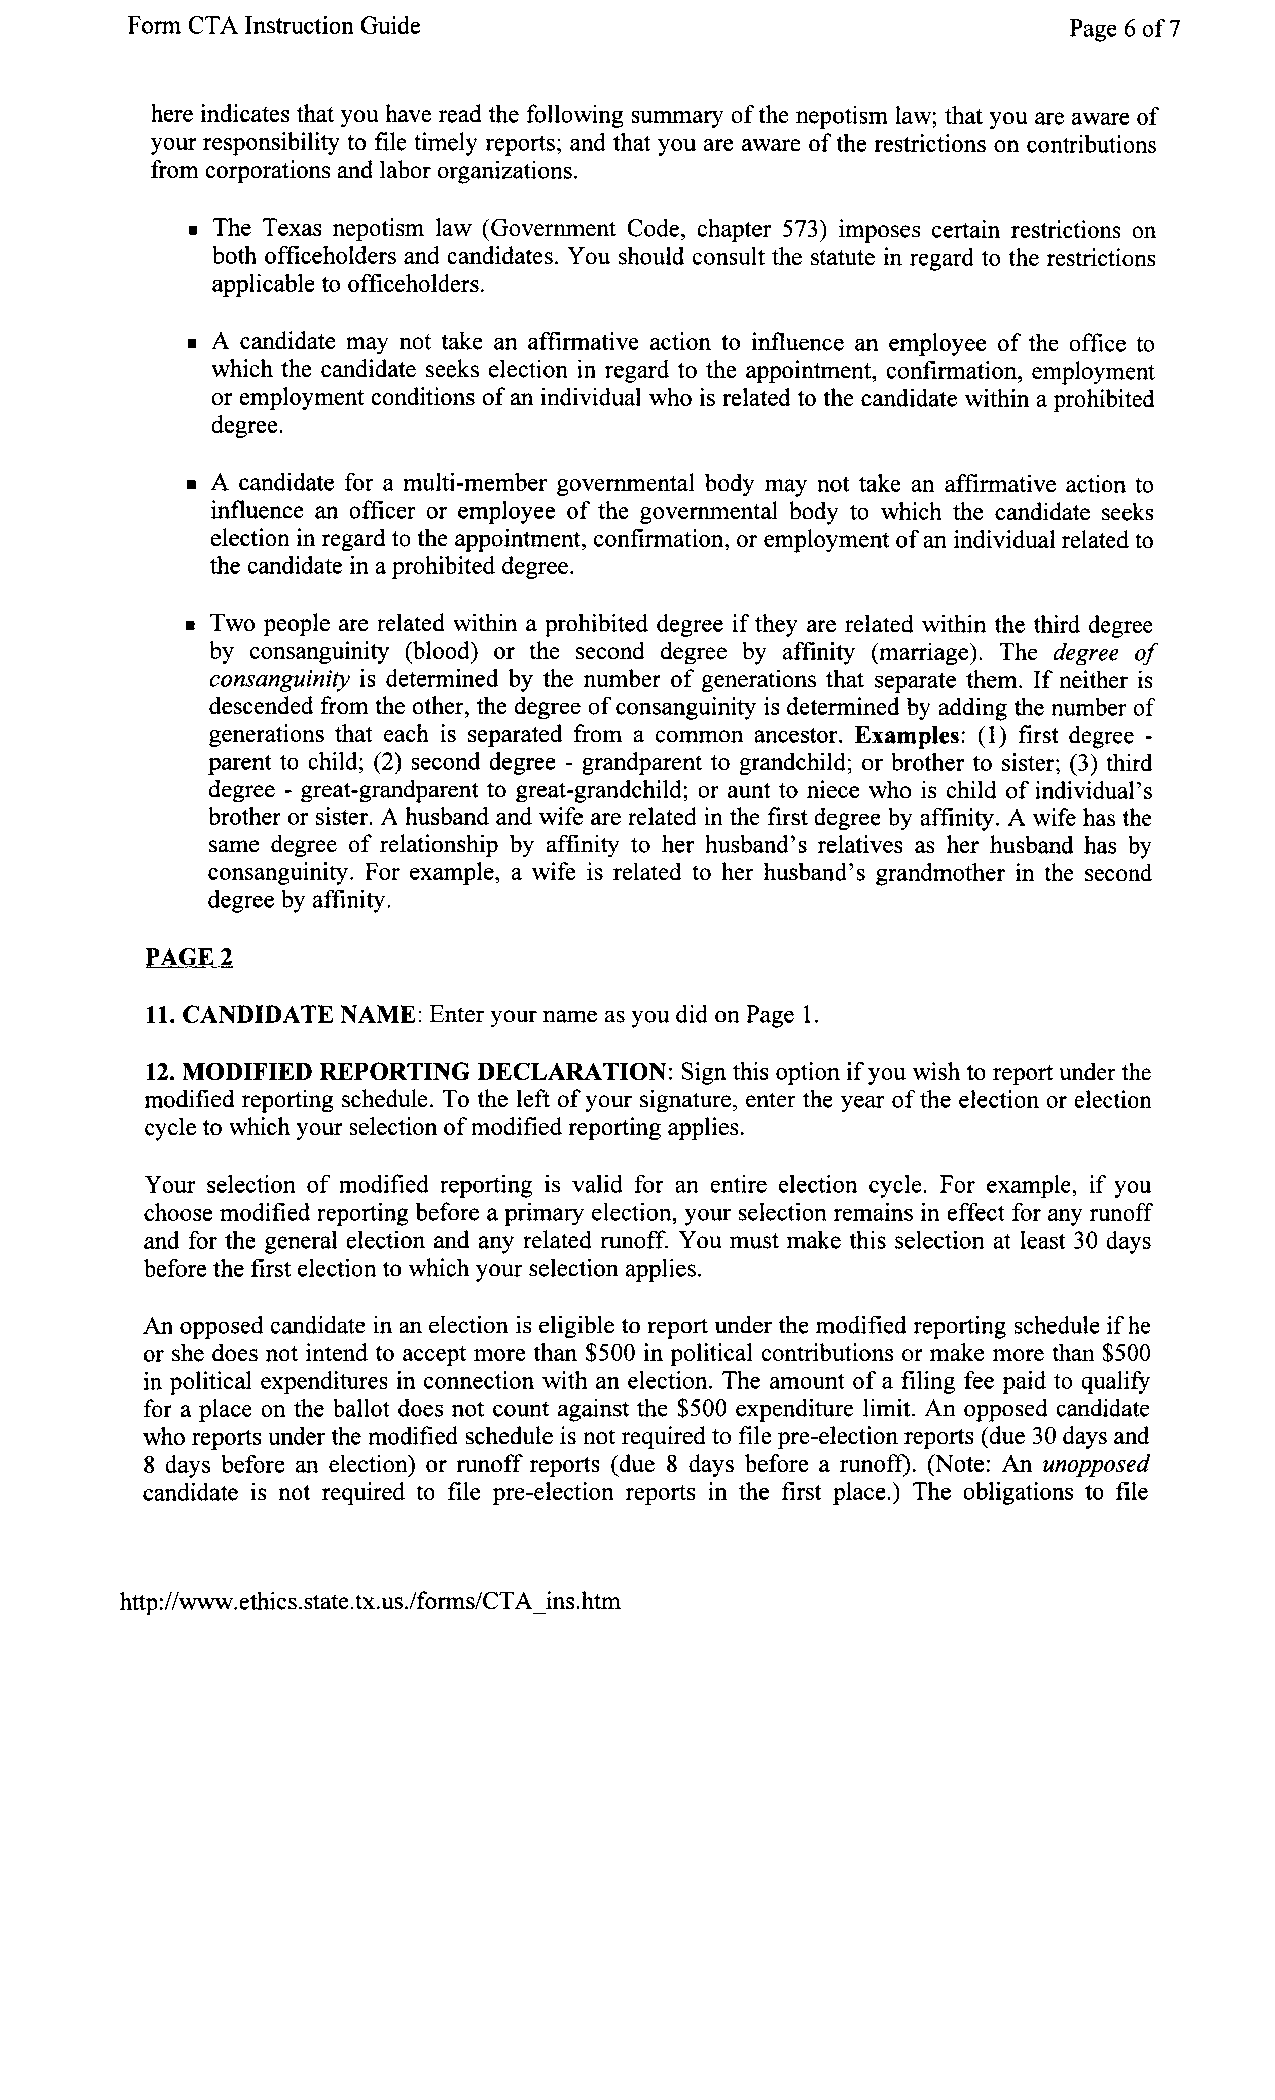 Form CTA Instruction Guide
Page 6 of 7
here indicates that you have read the following summary of the nepotism law; that you are aware of
your responsibility to file timely reports; and that you are aware of the restrictions on contributions
from corporations and labor organizations.
▪ The Texas nepotism law (Government Code, chapter 573) imposes certain restrictions on
both officeholders and candidates. You should consult the statute in regard to the restrictions
applicable to officeholders.
▪ A candidate may not take an affirmative action to influence an employee of the office to
which the candidate seeks election in regard to the appointment, confirmation, employment
or employment conditions of an individual who is related to the candidate within a prohibited
degree.
▪ A candidate for a multi-member governmental body may not take an affirmative action to
influence an officer or employee of the governmental body to which the candidate seeks
election in regard to the appointment, confirmation, or employment of an individual related to
the candidate in a prohibited degree.
▪ Two people are related within a prohibited degree if they are related within the third degree
by consanguinity (blood) or the second degree by affinity (marriage). The degree of
consanguinity is determined by the number of generations that separate them. If neither is
descended from the other, the degree of consanguinity is determined by adding the number of
generations that each is separated from a common ancestor. Examples: (1) first degree -
parent to child; (2) second degree - grandparent to grandchild; or brother to sister; (3) third
degree - great-grandparent to great-grandchild; or aunt to niece who is child of individual's
brother or sister. A husband and wife are related in the first degree by affinity. A wife has the
same degree of relationship by affinity to her husband's relatives as her husband has by
consanguinity. For example, a wife is related to her husband's grandmother in the second
degree by affinity.
PAGE 2
11. CANDIDATE NAME: Enter your name as you did on Page 1.
12. MODIFIED REPORTING DECLARATION: Sign this option if you wish to report under the
modified reporting schedule. To the left of your signature, enter the year of the election or election
cycle to which your selection of modified reporting applies.
Your selection of modified reporting is valid for an entire election cycle. For example, if you
choose modified reporting before a primary election, your selection remains in effect for any runoff
and for the general election and any related runoff. You must make this selection at least 30 days
before the first election to which your selection applies.
An opposed candidate in an election is eligible to report under the modified reporting schedule if he
or she does not intend to accept more than $500 in political contributions or make more than $500
in political expenditures in connection with an election. The amount of a filing fee paid to qualify
for a place on the ballot does not count against the $500 expenditure limit. An opposed candidate
who reports under the modified schedule is not required to file pre-election reports (due 30 days and
8 days before an election) or runoff reports (due 8 days before a runoff). (Note: An unopposed
candidate is not required to file pre-election reports in the first place.) The obligations to file
http://www.ethics.state.tx.us./forms/CTA_ins.htm